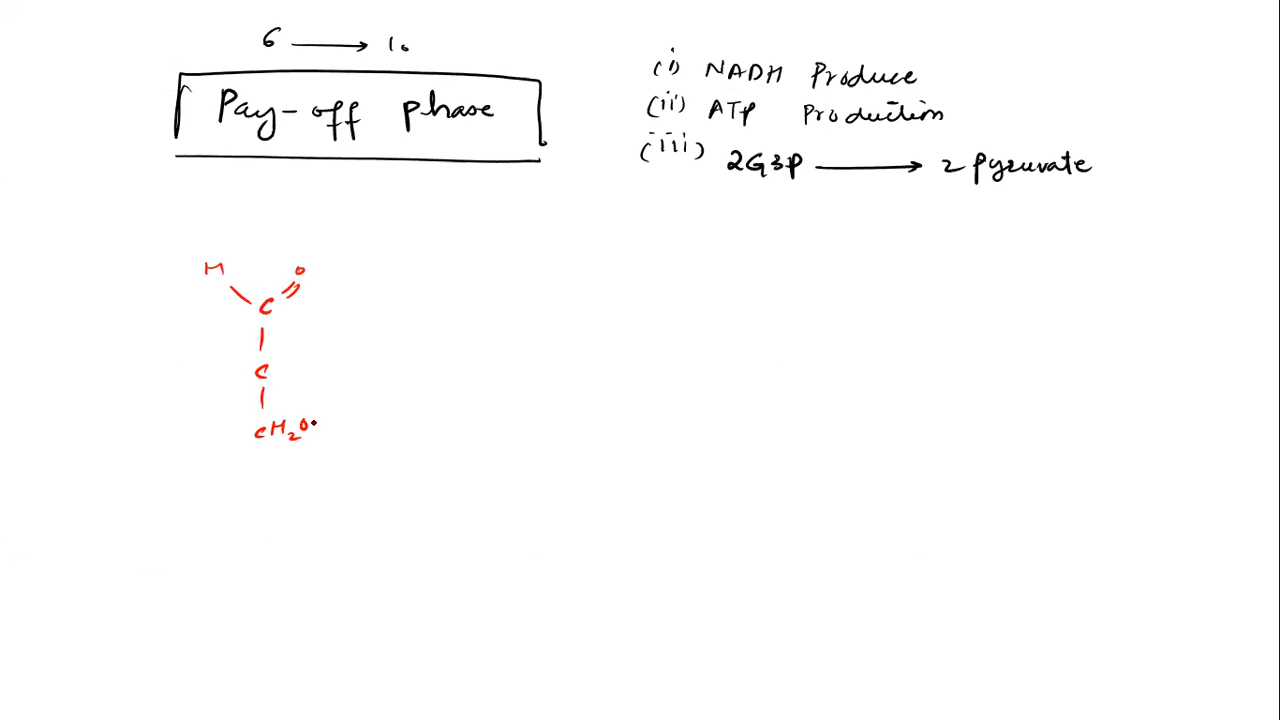 6 ⟶ 10
Pay-off phase
(i) NADH Produce
(ii) ATP Production
(iii) 2G3P ⟶ 2 pyruvate
H O
C
C
CH₂O